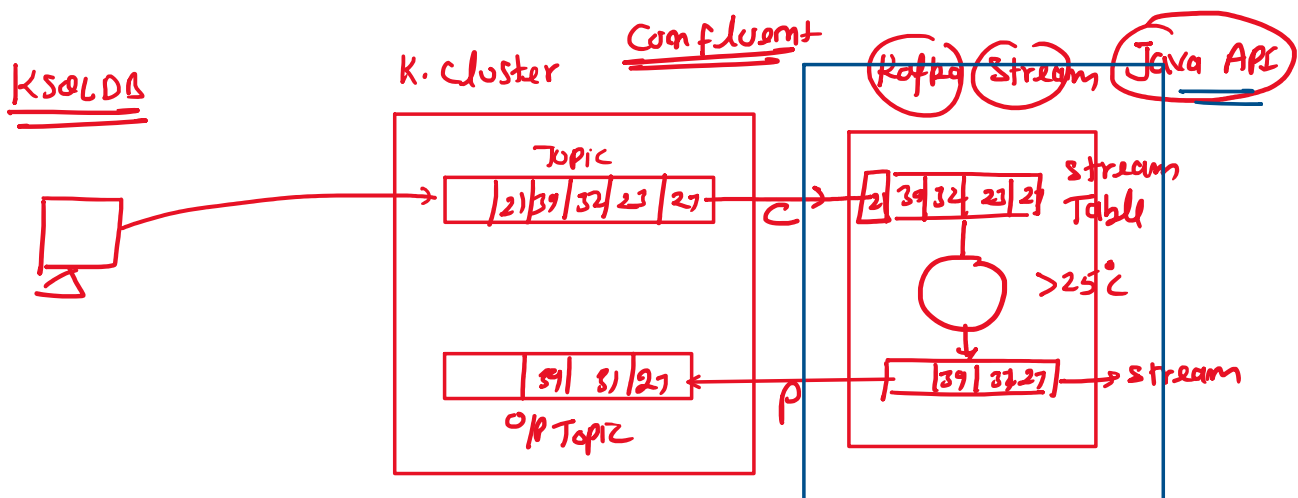 KSQLDB
K. Cluster
Confluent
Kafka Stream
Java API
Topic
21 39 32 23 27
C
21 39 32 23 27
Stream
Table
>25°C
39 31 27
O/P Topic
P
39 32 27
stream